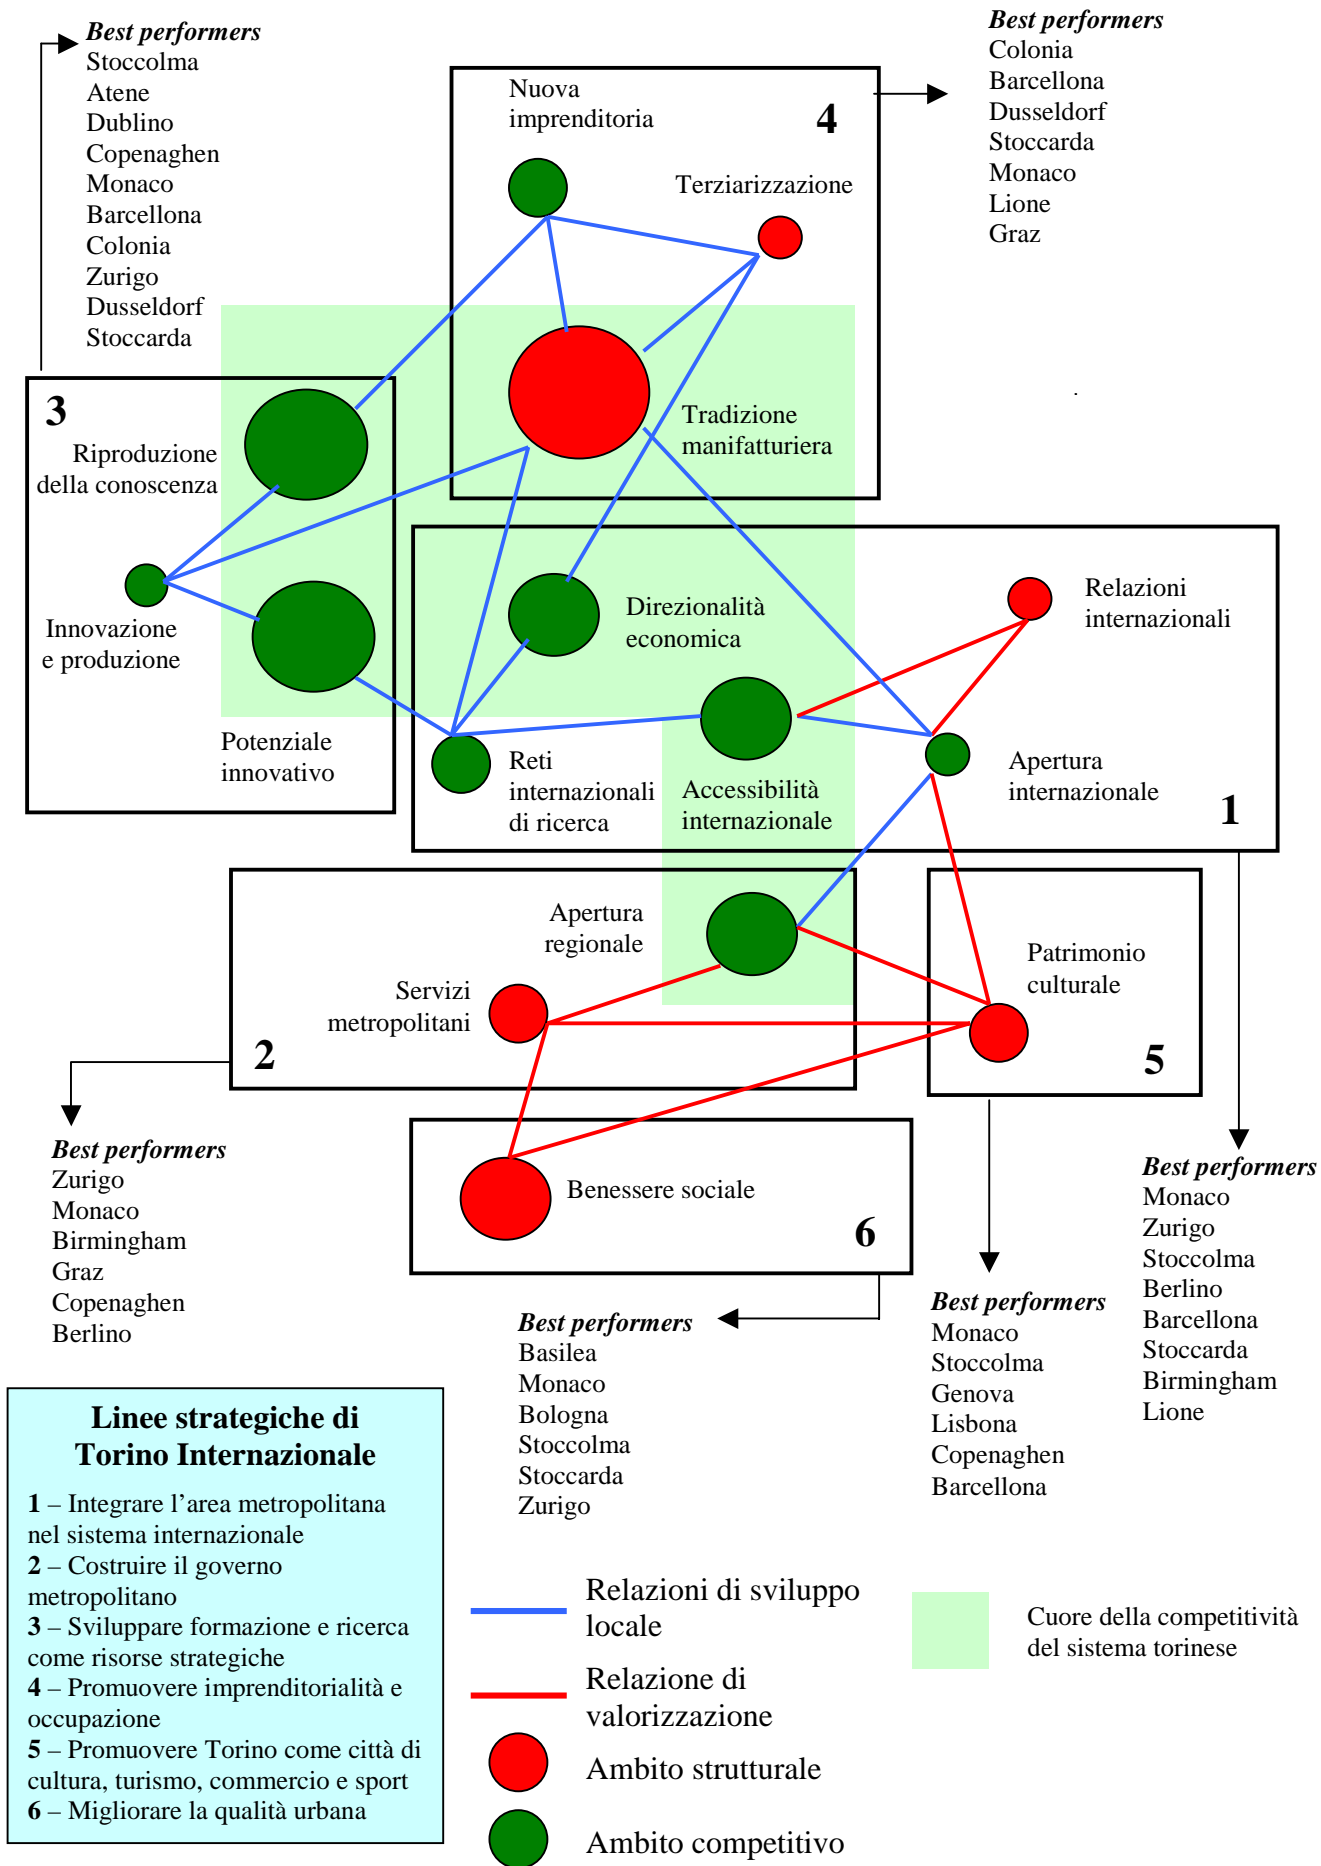 Best performers
Stoccolma
Atene
Dublino
Copenaghen
Monaco
Barcellona
Colonia
Zurigo
Dusseldorf
Stoccarda
Best performers
Colonia
Barcellona
Dusseldorf
Stoccarda
Monaco
Lione
Graz
Nuova
imprenditoria
4
Terziarizzazione
Tradizione
manifatturiera
3
Riproduzione
della conoscenza
Innovazione
e produzione
Potenziale
innovativo
Direzionalità
economica
Relazioni
internazionali
Reti
internazionali
di ricerca
Accessibilità
internazionale
Apertura
internazionale
1
Apertura
regionale
Servizi
metropolitani
2
Patrimonio
culturale
5
Benessere sociale
6
Best performers
Zurigo
Monaco
Birmingham
Graz
Copenaghen
Berlino
Best performers
Basilea
Monaco
Bologna
Stoccolma
Stoccarda
Zurigo
Best performers
Monaco
Stoccolma
Genova
Lisbona
Copenaghen
Barcellona
Best performers
Monaco
Zurigo
Stoccolma
Berlino
Barcellona
Stoccarda
Birmingham
Lione
Linee strategiche di
Torino Internazionale
1 – Integrare l’area metropolitana
nel sistema internazionale
2 – Costruire il governo
metropolitano
3 – Sviluppare formazione e ricerca
come risorse strategiche
4 – Promuovere imprenditorialità e
occupazione
5 – Promuovere Torino come città di
cultura, turismo, commercio e sport
6 – Migliorare la qualità urbana
Relazioni di sviluppo
locale
Relazione di
valorizzazione
Ambito strutturale
Ambito competitivo
Cuore della competitività
del sistema torinese